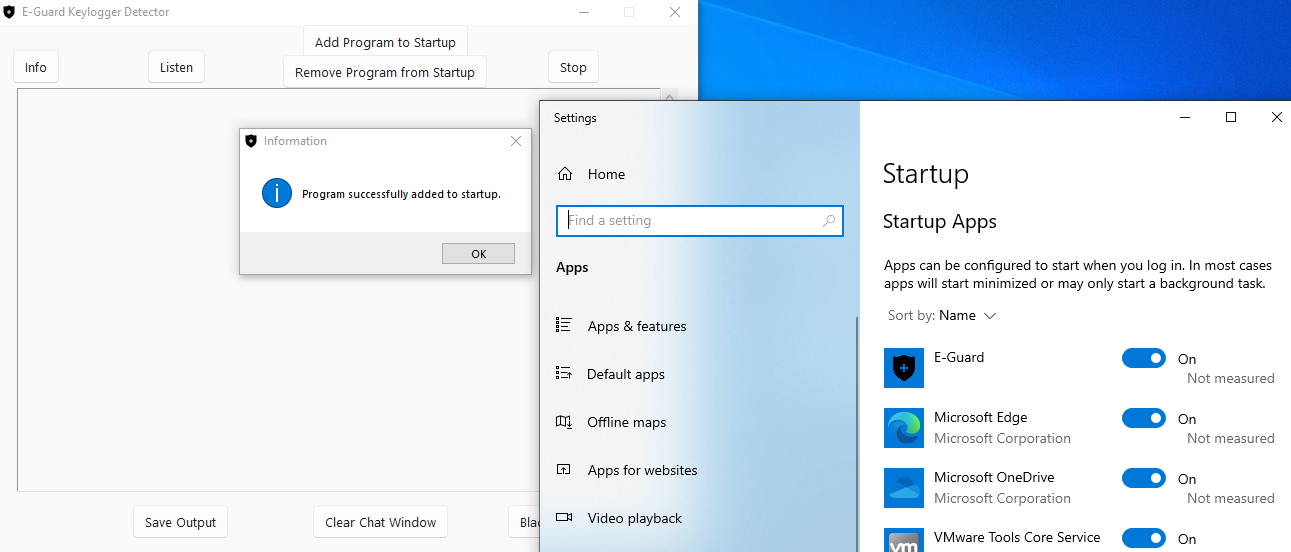 E-Guard Keylogger Detector
Add Program to Startup
Info
Listen
Remove Program from Startup
Stop
Information
Program successfully added to startup.
OK
Save Output
Clear Chat Window
Settings
Home
Find a setting
Apps
Apps & features
Default apps
Offline maps
Apps for websites
Video playback
Startup
Startup Apps
Apps can be configured to start when you log in. In most cases
apps will start minimized or may only start a background task.
Sort by: Name
E-Guard
On
Not measured
Microsoft Edge
Microsoft Corporation
On
Not measured
Microsoft OneDrive
Microsoft Corporation
On
Not measured
vm
VMware Tools Core Service
On